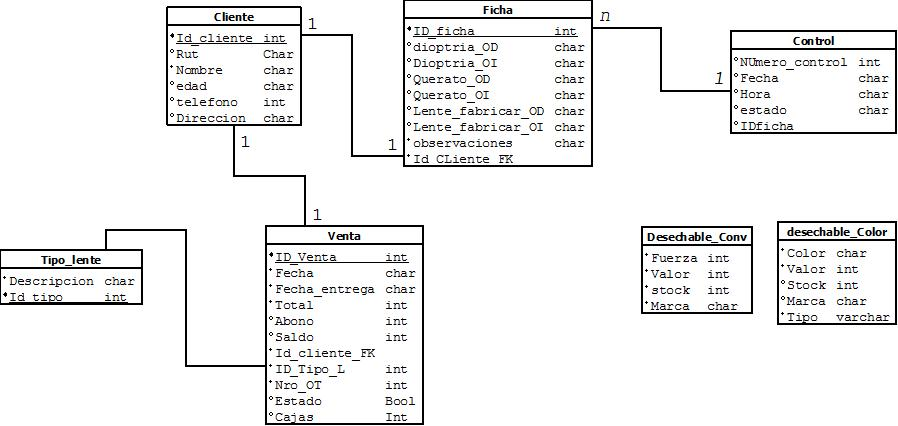 Cliente
Id_cliente int
Rut Char
Nombre char
edad char
telefono int
Direccion char
1
1
Ficha
ID_ficha int
dioptria_OD char
Dioptria_OI char
Querato_OD char
Querato_OI char
Lente_fabricar_OD char
Lente_fabricar_OI char
observaciones char
Id_CLiente_FK
n
1
Control
NUmero_control int
Fecha char
Hora char
estado char
IDficha
1
1
Venta
ID_Venta int
Fecha char
Fecha_entrega char
Total int
Abono int
Saldo int
Id_cliente_FK
ID_Tipo_L int
Nro_OT int
Estado Bool
Cajas Int
Tipo_lente
Descripcion char
Id_tipo int
Desechable_Conv
Fuerza int
Valor int
stock int
Marca char
desechable_Color
Color char
Valor int
Stock int
Marca char
Tipo varchar